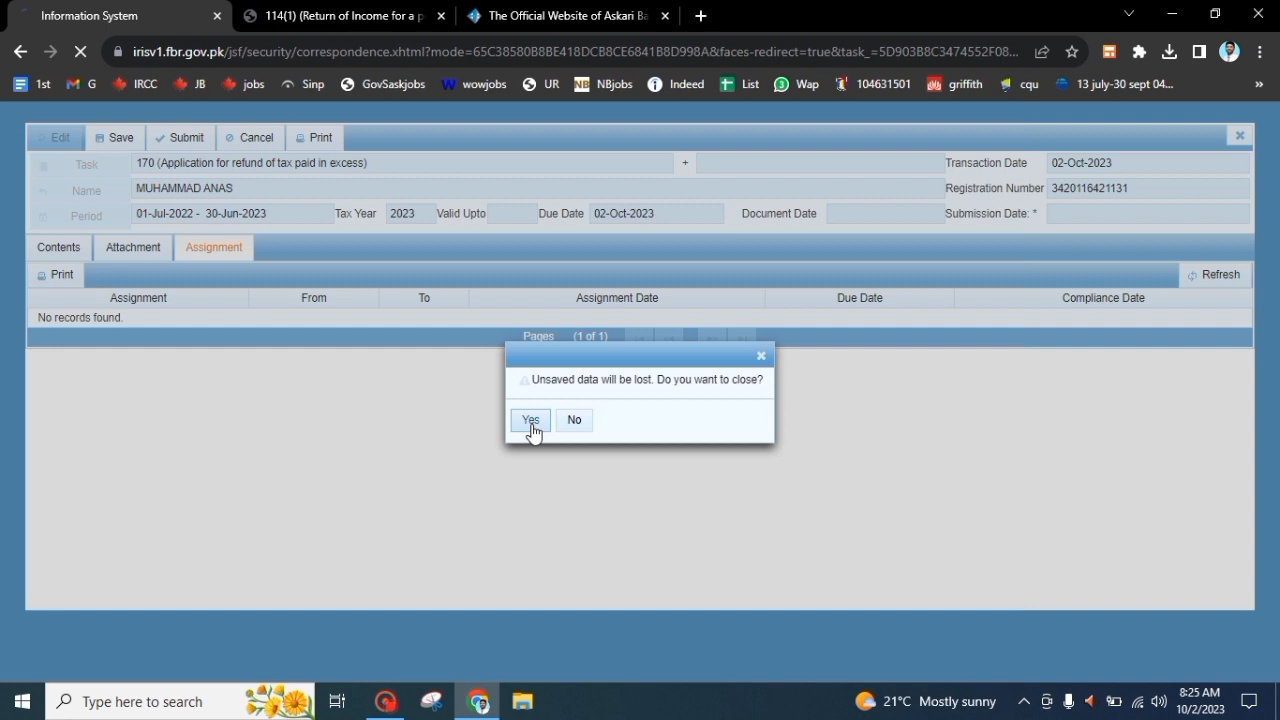 Information System
114(1) (Return of Income for a p
The Official Website of Askari Ba
irisv1.fbr.gov.pk/jsf/security/correspondence.xhtml?mode=65C38580B8BE418DCB8CE6841B8D998A&faces-redirect=true&task_=5D903B8C3474552F08...
1st G IRCC JB jobs Sinp GovSaskjobs wowjobs UR NBjobs Indeed List Wap 104631501 griffith cqu 13 july-30 sept 04... »
Edit Save Submit Cancel Print
Task 170 (Application for refund of tax paid in excess) + Transaction Date 02-Oct-2023
Name MUHAMMAD ANAS Registration Number 3420116421131
Period 01-Jul-2022 - 30-Jun-2023 Tax Year 2023 Valid Upto Due Date 02-Oct-2023 Document Date Submission Date: *
Contents Attachment Assignment
Print Refresh
Assignment From To Assignment Date Due Date Compliance Date
No records found.
Pages (1 of 1)
Unsaved data will be lost. Do you want to close?
Yes No
Type here to search
21°C Mostly sunny
8:25 AM
10/2/2023